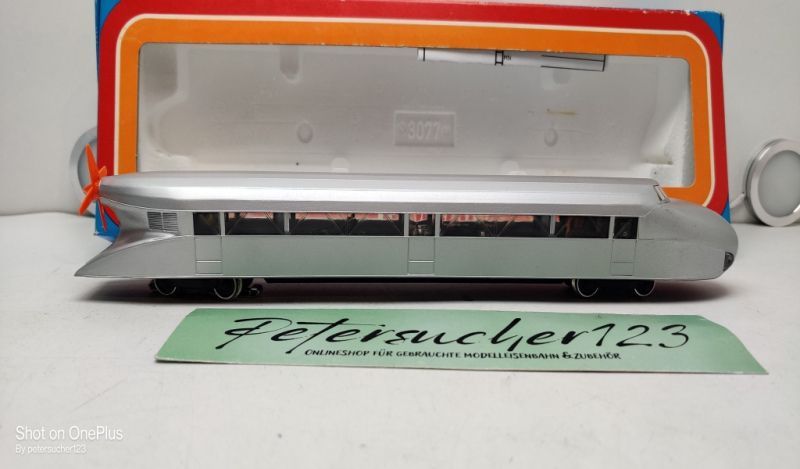 3077
Petersucher123
ONLINESHOP FÜR GEBRAUCHTE MODELLEISENBAHN & ZUBEHÖR
Shot on OnePlus
By petersucher123